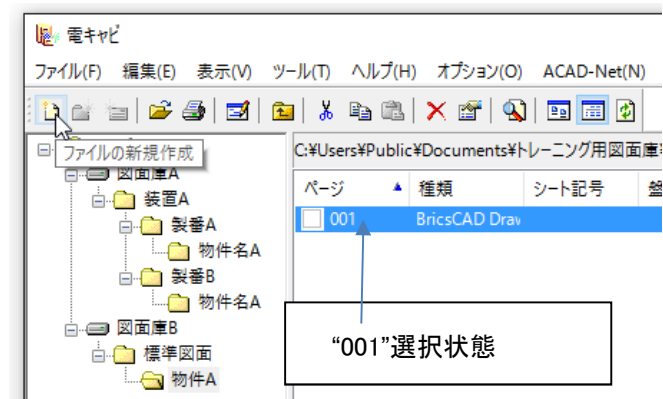 電キャビ
ファイル(F) 編集(E) 表示(V) ツール(T) ヘルプ(H) オプション(O) ACAD-Net(N)
ファイルの新規作成
C:¥Users¥Public¥Documents¥トレーニング用図面庫
図面庫A
装置A
製番A
物件名A
製番B
物件名A
図面庫B
標準図面
物件A
ページ 種類 シート記号 盤
001 BricsCAD Draw
“001”選択状態